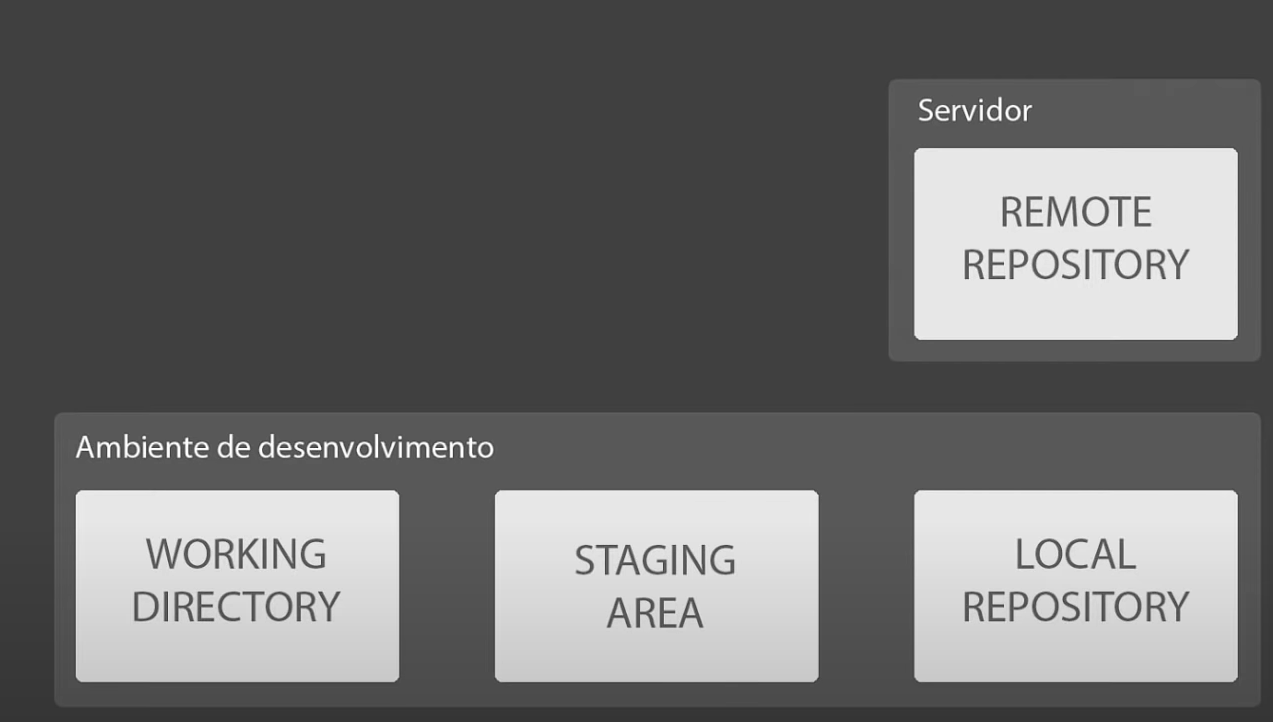 Servidor
REMOTE
REPOSITORY
Ambiente de desenvolvimento
WORKING
DIRECTORY
STAGING
AREA
LOCAL
REPOSITORY